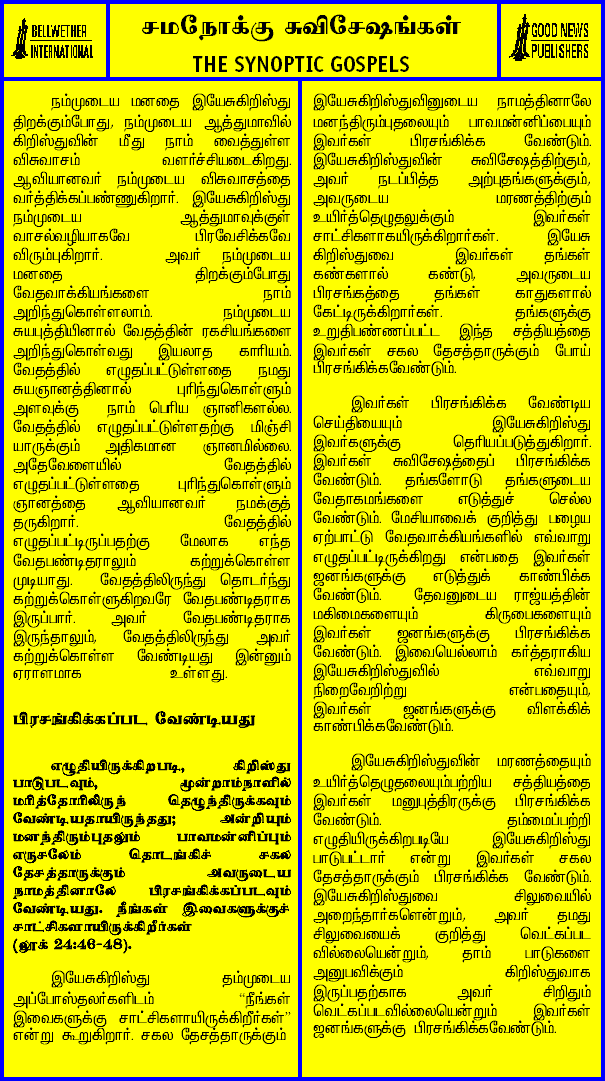 BELLWETHER
INTERNATIONAL
சமநோக்கு சுவிசேஷங்கள்
THE SYNOPTIC GOSPELS
GOOD NEWS
PUBLISHERS
நம்முடைய மனதை இயேசுகிறிஸ்து
திறக்கும்போது, நம்முடைய ஆத்துமாவில்
கிறிஸ்துவின் மீது நாம் வைத்துள்ள
விசுவாசம் வளர்ச்சியடைகிறது.
ஆவியானவர் நம்முடைய விசுவாசத்தை
வர்த்திக்கப்பண்ணுகிறார். இயேசுகிறிஸ்து
நம்முடைய ஆத்துமாவுக்குள்
வாசல்வழியாகவே பிரவேசிக்கவே
விரும்புகிறார். அவர் நம்முடைய
மனதை திறக்கும்போது
வேதவாக்கியங்களை நாம்
அறிந்துகொள்ளலாம். நம்முடைய
சுயபுத்தியினால் வேதத்தின் ரகசியங்களை
அறிந்துகொள்வது இயலாத காரியம்.
வேதத்தில் எழுதப்பட்டுள்ளதை நமது
சுயஞானத்தினால் புரிந்துகொள்ளும்
அளவுக்கு நாம் பெரிய ஞானிகளல்ல.
வேதத்தில் எழுதப்பட்டுள்ளதற்கு மிஞ்சி
யாருக்கும் அதிகமான ஞானமில்லை.
அதேவேளையில் வேதத்தில்
எழுதப்பட்டுள்ளதை புரிந்துகொள்ளும்
ஞானத்தை ஆவியானவர் நமக்குத்
தருகிறார். வேதத்தில்
எழுதப்பட்டிருப்பதற்கு மேலாக எந்த
வேதபண்டிதராலும் கற்றுக்கொள்ள
முடியாது. வேதத்திலிருந்து தொடர்ந்து
கற்றுக்கொள்ளுகிறவரே வேதபண்டிதராக
இருப்பார். அவர் வேதபண்டிதராக
இருந்தாலும், வேதத்திலிருந்து அவர்
கற்றுக்கொள்ள வேண்டியது இன்னும்
ஏராளமாக உள்ளது.
பிரசங்கிக்கப்பட வேண்டியது
எழுதியிருக்கிறபடி, கிறிஸ்து
பாடுபடவும், மூன்றாம்நாளில்
மரித்தோரிலிருந் தெழுந்திருக்கவும்
வேண்டியதாயிருந்தது; அன்றியும்
மனந்திரும்புதலும் பாவமன்னிப்பும்
எருசலேம் தொடங்கிச் சகல
தேசத்தாருக்கும் அவருடைய
நாமத்தினாலே பிரசங்கிக்கப்படவும்
வேண்டியது. நீங்கள் இவைகளுக்குச்
சாட்சிகளாயிருக்கிறீர்கள்
(லூக் 24:46-48).
இயேசுகிறிஸ்து தம்முடைய
அப்போஸ்தலர்களிடம் “நீங்கள்
இவைகளுக்கு சாட்சிகளாயிருக்கிறீர்கள்”
என்று கூறுகிறார். சகல தேசத்தாருக்கும்
இயேசுகிறிஸ்துவினுடைய நாமத்தினாலே
மனந்திரும்புதலையும் பாவமண்னிப்பையும்
இவர்கள் பிரசங்கிக்க வேண்டும்.
இயேசுகிறிஸ்துவின் சுவிசேஷத்திற்கும்,
அவர் நடப்பித்த அற்புதங்களுக்கும்,
அவருடைய மரணத்திற்கும்
உயிர்த்தெழுதலுக்கும் இவர்கள்
சாட்சிகளாகயிருக்கிறார்கள். இயேசு
கிறிஸ்துவை இவர்கள் தங்கள்
கண்களால் கண்டு, அவருடைய
பிரசங்கத்தை தங்கள் காதுகளால்
கேட்டிருக்கிறார்கள். தங்களுக்கு
உறுதிபண்ணப்பட்ட இந்த சத்தியத்தை
இவர்கள் சகல தேசத்தாருக்கும் போய்
பிரசங்கிக்கவேண்டும்.
இவர்கள் பிரசங்கிக்க வேண்டிய
செய்தியையும் இயேசுகிறிஸ்து
இவர்களுக்கு தெரியப்படுத்துகிறார்.
இவர்கள் சுவிசேஷத்தைப் பிரசங்கிக்க
வேண்டும். தங்களோடு தங்களுடைய
வேதாகமங்களை எடுத்துச் செல்ல
வேண்டும். மேசியாவைக் குறித்து பழைய
ஏற்பாட்டு வேதவாக்கியங்களில் எவ்வாறு
எழுதப்பட்டிருக்கிறது என்பதை இவர்கள்
ஜனங்களுக்கு எடுத்துக் காண்பிக்க
வேண்டும். தேவனுடைய ராஜ்யத்தின்
மகிமைகளையும் கிருபைகளையும்
இவர்கள் ஜனங்களுக்கு பிரசங்கிக்க
வேண்டும். இவையெல்லாம் கர்த்தராகிய
இயேசுகிறிஸ்துவில் எவ்வாறு
நிறைவேறிற்று என்பதையும்,
இவர்கள் ஜனங்களுக்கு விளக்கிக்
காண்பிக்கவேண்டும்.
இயேசுகிறிஸ்துவின் மரணத்தையும்
உயிர்த்தெழுதலையும்பற்றிய சத்தியத்தை
இவர்கள் மனுபுத்திரருக்கு பிரசங்கிக்க
வேண்டும். தம்மைப்பற்றி
எழுதியிருக்கிறபடியே இயேசுகிறிஸ்து
பாடுபட்டார் என்று இவர்கள் சகல
தேசத்தாருக்கும் பிரசங்கிக்க வேண்டும்.
இயேசுகிறிஸ்துவை சிலுவையில்
அறைந்தார்களென்றும், அவர் தமது
சிலுவையைக் குறித்து வெட்கப்பட
வில்லையென்றும், தாம் பாடுகளை
அனுபவிக்கும் கிறிஸ்துவாக
இருப்பதற்காக அவர் சிறிதும்
வெட்கப்படவில்லையென்றும் இவர்கள்
ஜனங்களுக்கு பிரசங்கிக்கவேண்டும்.